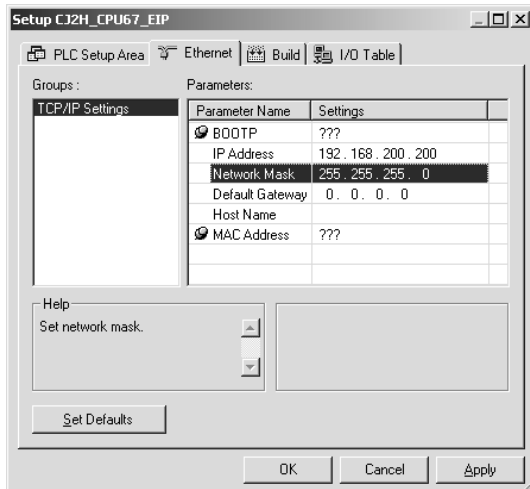 Setup CJ2H_CPU67_EIP
PLC Setup Area Ethernet Build I/O Table
Groups : Parameters:
TCP/IP Settings
Parameter Name Settings
BOOTP ???
IP Address 192 . 168 . 200 . 200
Network Mask 255 . 255 . 255 . 0
Default Gateway 0 . 0 . 0 . 0
Host Name
MAC Address ???
Help
Set network mask.
Set Defaults
OK Cancel Apply